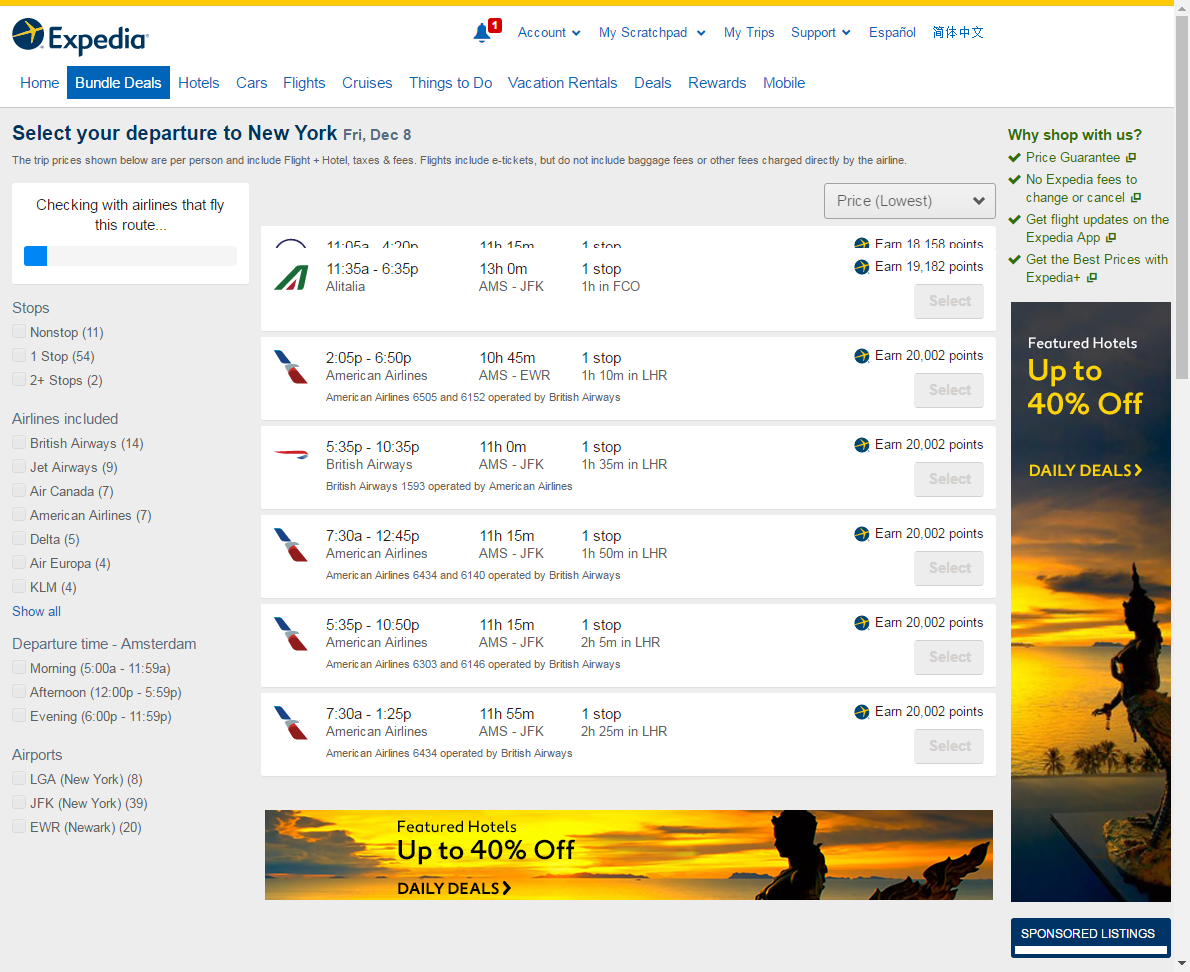 Expedia
1
Account
My Scratchpad
My Trips
Support
Español
简体中文
Home
Bundle Deals
Hotels
Cars
Flights
Cruises
Things to Do
Vacation Rentals
Deals
Rewards
Mobile
Select your departure to New York Fri, Dec 8
The trip prices shown below are per person and include Flight + Hotel, taxes & fees. Flights include e-tickets, but do not include baggage fees or other fees charged directly by the airline.
Checking with airlines that fly
this route...
Stops
Nonstop (11)
1 Stop (54)
2+ Stops (2)
Airlines included
British Airways (14)
Jet Airways (9)
Air Canada (7)
American Airlines (7)
Delta (5)
Air Europa (4)
KLM (4)
Show all
Departure time - Amsterdam
Morning (5:00a - 11:59a)
Afternoon (12:00p - 5:59p)
Evening (6:00p - 11:59p)
Airports
LGA (New York) (8)
JFK (New York) (39)
EWR (Newark) (20)
Price (Lowest)
11:05a - 4:20p 11h 15m 1 stop Earn 18,158 points
11:35a - 6:35p 13h 0m 1 stop Earn 19,182 points
Alitalia AMS - JFK 1h in FCO
Select
2:05p - 6:50p 10h 45m 1 stop Earn 20,002 points
American Airlines AMS - EWR 1h 10m in LHR
Select
American Airlines 6505 and 6152 operated by British Airways
5:35p - 10:35p 11h 0m 1 stop Earn 20,002 points
British Airways AMS - JFK 1h 35m in LHR
Select
British Airways 1593 operated by American Airlines
7:30a - 12:45p 11h 15m 1 stop Earn 20,002 points
American Airlines AMS - JFK 1h 50m in LHR
Select
American Airlines 6434 and 6140 operated by British Airways
5:35p - 10:50p 11h 15m 1 stop Earn 20,002 points
American Airlines AMS - JFK 2h 5m in LHR
Select
American Airlines 6303 and 6146 operated by British Airways
7:30a - 1:25p 11h 55m 1 stop Earn 20,002 points
American Airlines AMS - JFK 2h 25m in LHR
Select
American Airlines 6434 operated by British Airways
Featured Hotels
Up to 40% Off
DAILY DEALS
Why shop with us?
Price Guarantee
No Expedia fees to
change or cancel
Get flight updates on the
Expedia App
Get the Best Prices with
Expedia+
Featured Hotels
Up to
40% Off
DAILY DEALS
SPONSORED LISTINGS